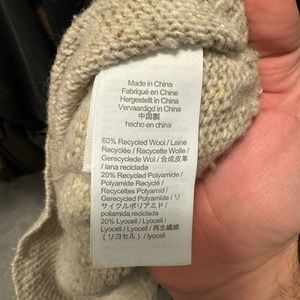 Made in China
Fabriqué en Chine
Hergestellt in China
Vervaardigd in China
中国製
hecho en china
60% Recycled Wool / Laine
Recyclée / Recycelte Wolle /
Gerecyclede Wol / 合成皮革
/ lana reciclada
20% Recycled Polyamide /
Polyamide Recyclé /
Recyceltes Polyamid /
Gerecycled Polyamide / リ
サイクルポリアミド /
poliamida reciclada
20% Lyocell / Lyocell /
Lyocell / Lyocell / 再生繊維
(リヨセル) / lyocell